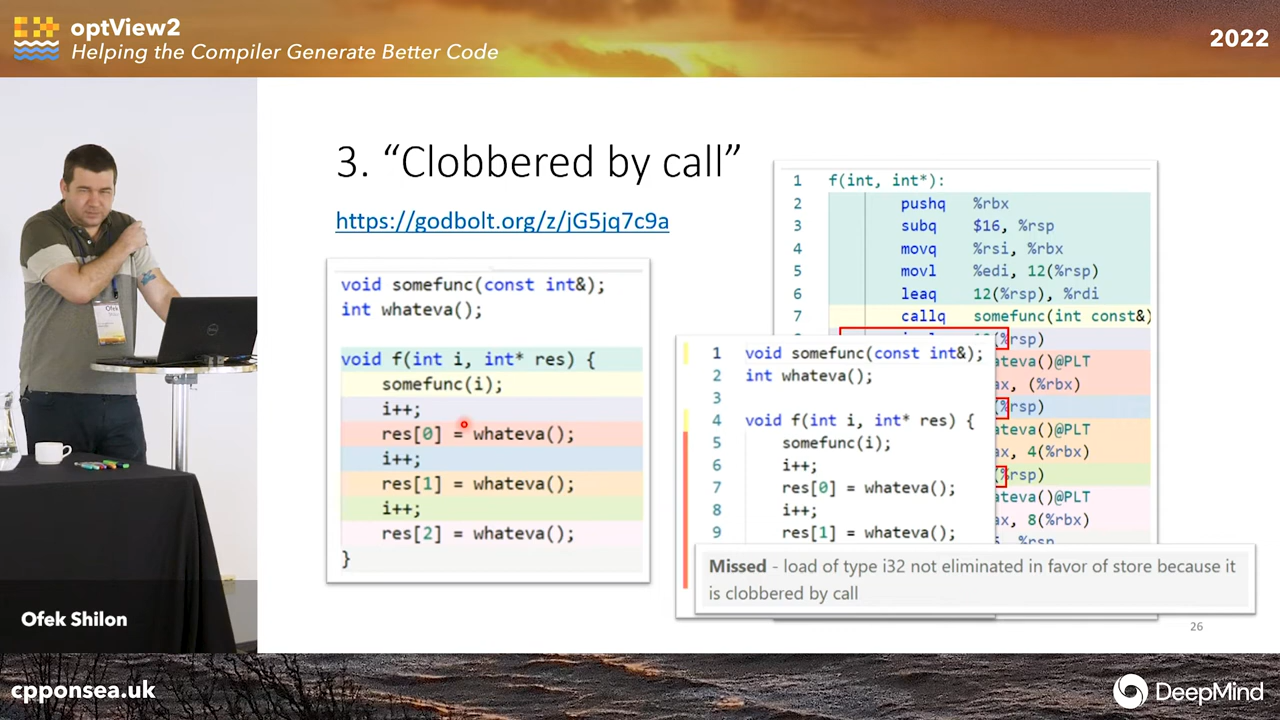 optView2
Helping the Compiler Generate Better Code
2022
3. “Clobbered by call”
https://godbolt.org/z/jG5jq7c9a
void somefunc(const int&);
int whateva();
void f(int i, int* res) {
somefunc(i);
i++;
res[0] = whateva();
i++;
res[1] = whateva();
i++;
res[2] = whateva();
}
1 f(int, int*):
2 pushq %rbx
3 subq $16, %rsp
4 movq %rsi, %rbx
5 movl %edi, 12(%rsp)
6 leaq 12(%rsp), %rdi
7 callq somefunc(int const&)
(%rsp)
ateva()@PLT
ax, (%rbx)
(%rsp)
ateva()@PLT
ax, 4(%rbx)
(%rsp)
ateva()@PLT
ax, 8(%rbx)
%rsp
1 void somefunc(const int&);
2 int whateva();
3
4 void f(int i, int* res) {
5 somefunc(i);
6 i++;
7 res[0] = whateva();
8 i++;
9 res[1] = whateva();
Missed - load of type i32 not eliminated in favor of store because it
is clobbered by call
26
Ofek
Ofek Shilon
cpponsea.uk
DeepMind